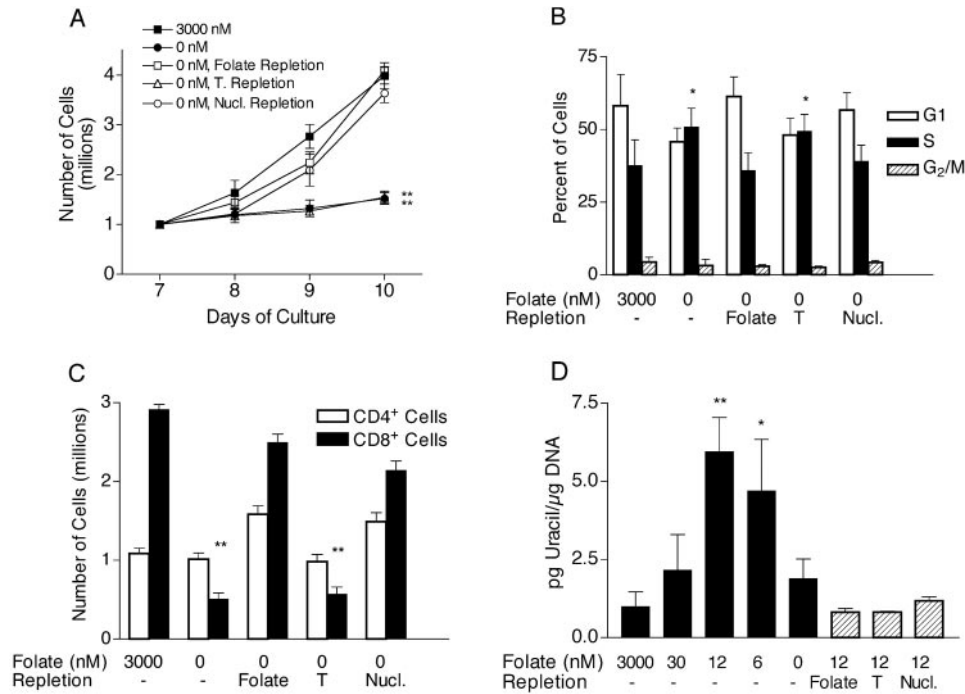 A
3000 nM
0 nM
0 nM, Folate Repletion
0 nM, T. Repletion
0 nM, Nucl. Repletion
Number of Cells
(millions)
4
3
2
1
0
**
**
7 8 9 10
Days of Culture
B
Percent of Cells
75
50
25
0
* *
G1
S
G2/M
Folate (nM) 3000 0 0 0 0
Repletion - - Folate T Nucl.
C
Number of Cells (millions)
3
2
1
0
CD4+ Cells
CD8+ Cells
** **
Folate (nM) 3000 0 0 0 0
Repletion - - Folate T Nucl.
D
pg Uracil/µg DNA
7.5
5.0
2.5
0.0
** *
Folate (nM) 3000 30 12 6 0 12 12 12
Repletion - - - - - Folate T Nucl.